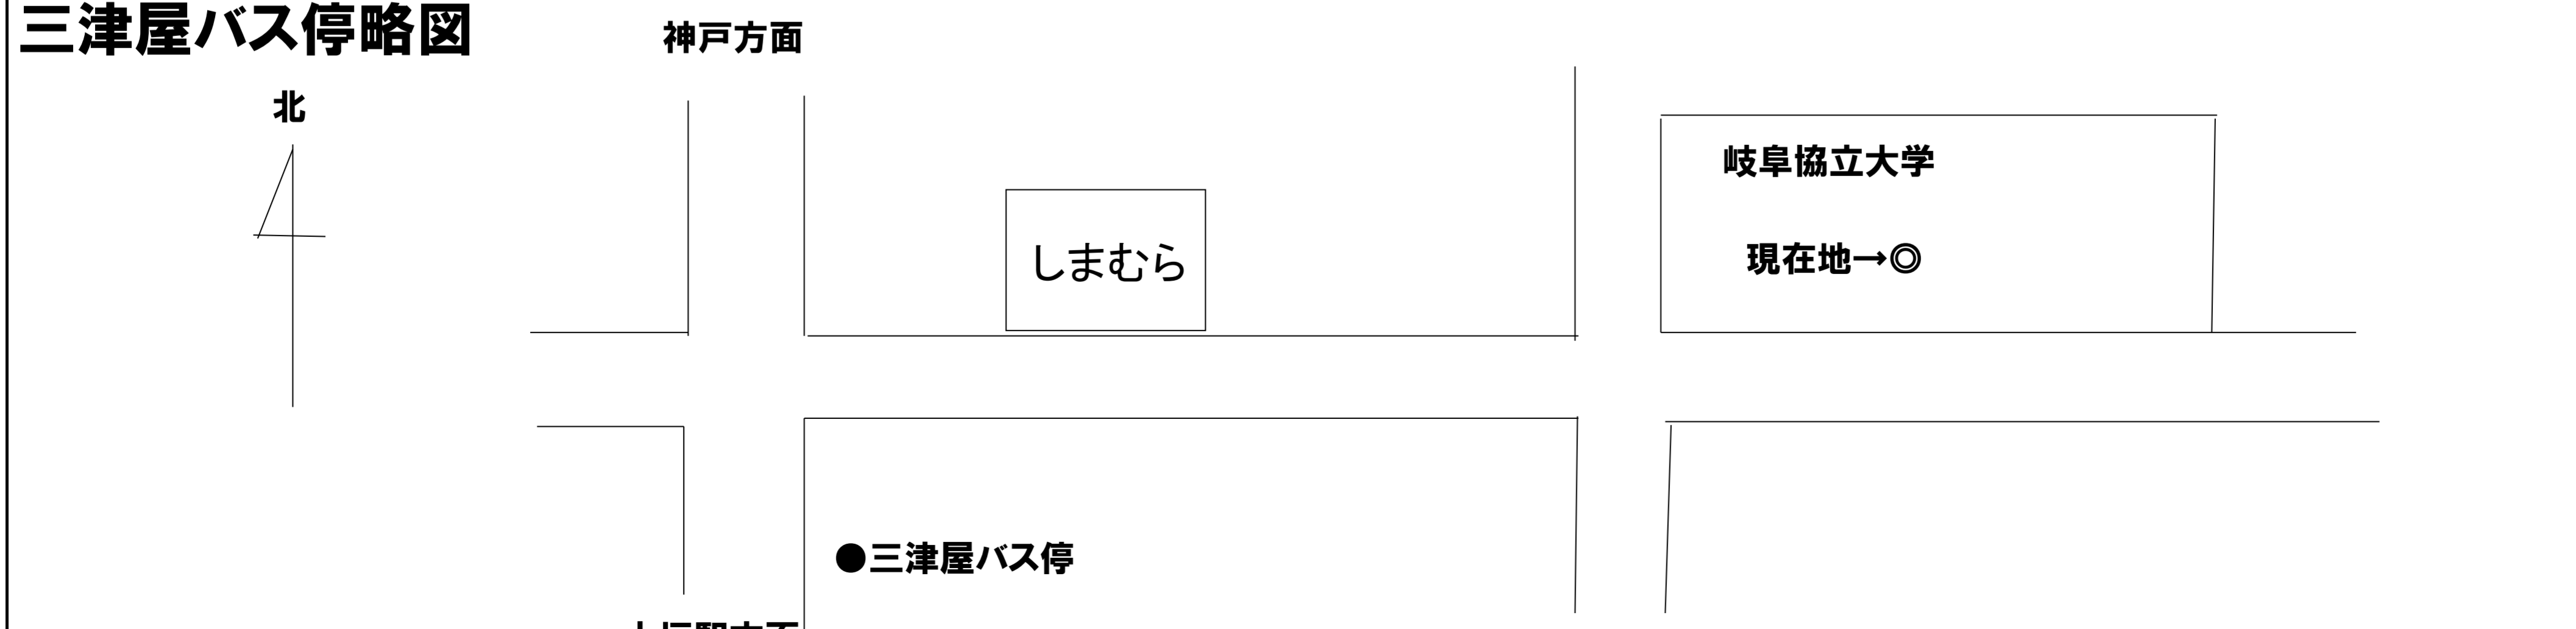 三津屋バス停略図
神戸方面
北
岐阜協立大学
しまむら
現在地→◎
●三津屋バス停